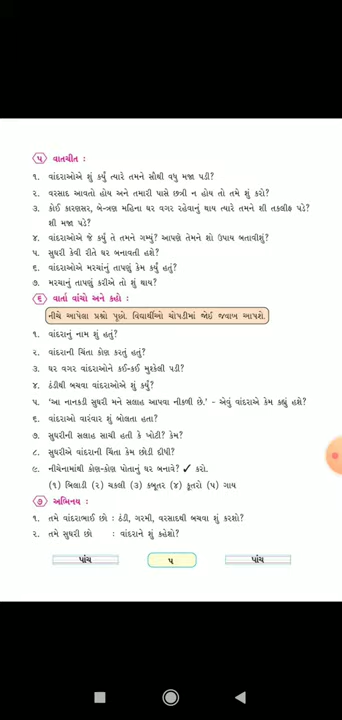 ૫ વાતચીત :
૧. વાંદરાઓએ શું કર્યું ત્યારે તમને સૌથી વધુ મજા પડી?
૨. વરસાદ આવતો હોય અને તમારી પાસે છત્રી ન હોય તો તમે શું કરો?
૩. કોઈ કારણસર, બે-ત્રણ મહિના ઘર વગર રહેવાનું થાય ત્યારે તમને શી તકલીફ પડે?
શી મજા પડે?
૪. વાંદરાઓએ જે કર્યું તે તમને ગમ્યું? આપણે તેમને શો ઉપાય બતાવીશું?
૫. સુઘરી કેવી રીતે ઘર બનાવતી હશે?
૬. વાંદરાઓએ મરચાંનું તાપણું કેમ કર્યું હતું?
૭. મરચાનું તાપણું કરીએ તો શું થાય?
૬ વાર્તા વાંચો અને કહો :
નીચે આપેલા પ્રશ્નો પૂછો. વિદ્યાર્થીઓ ચોપડીમાં જોઈ જવાબ આપશે.
૧. વાંદરાનું નામ શું હતું?
૨. વાંદરાની ચિંતા કોણ કરતું હતું?
૩. ઘર વગર વાંદરાઓને કઈ-કઈ મુશ્કેલી પડી?
૪. ઠંડીથી બચવા વાંદરાઓએ શું કર્યું?
૫. ‘આ નાનકડી સુઘરી મને સલાહ આપવા નીકળી છે.’ - એવું વાંદરાએ કેમ કહ્યું હશે?
૬. વાંદરાઓ વારંવાર શું બોલતા હતા?
૭. સુઘરીની સલાહ સાચી હતી કે ખોટી? કેમ?
૮. સુઘરીએ વાંદરાની ચિંતા કેમ છોડી દીધી?
૯. નીચેનામાંથી કોણ-કોણ પોતાનું ઘર બનાવે? ✓ કરો.
(૧) બિલાડી (૨) ચકલી (૩) કબૂતર (૪) કૂતરો (૫) ગાય
૭ અભિનય :
૧. તમે વાંદરાભાઈ છો : ઠંડી, ગરમી, વરસાદથી બચવા શું કરશો?
૨. તમે સુઘરી છો : વાંદરાને શું કહેશો?
પાંચ ૫ પાંચ